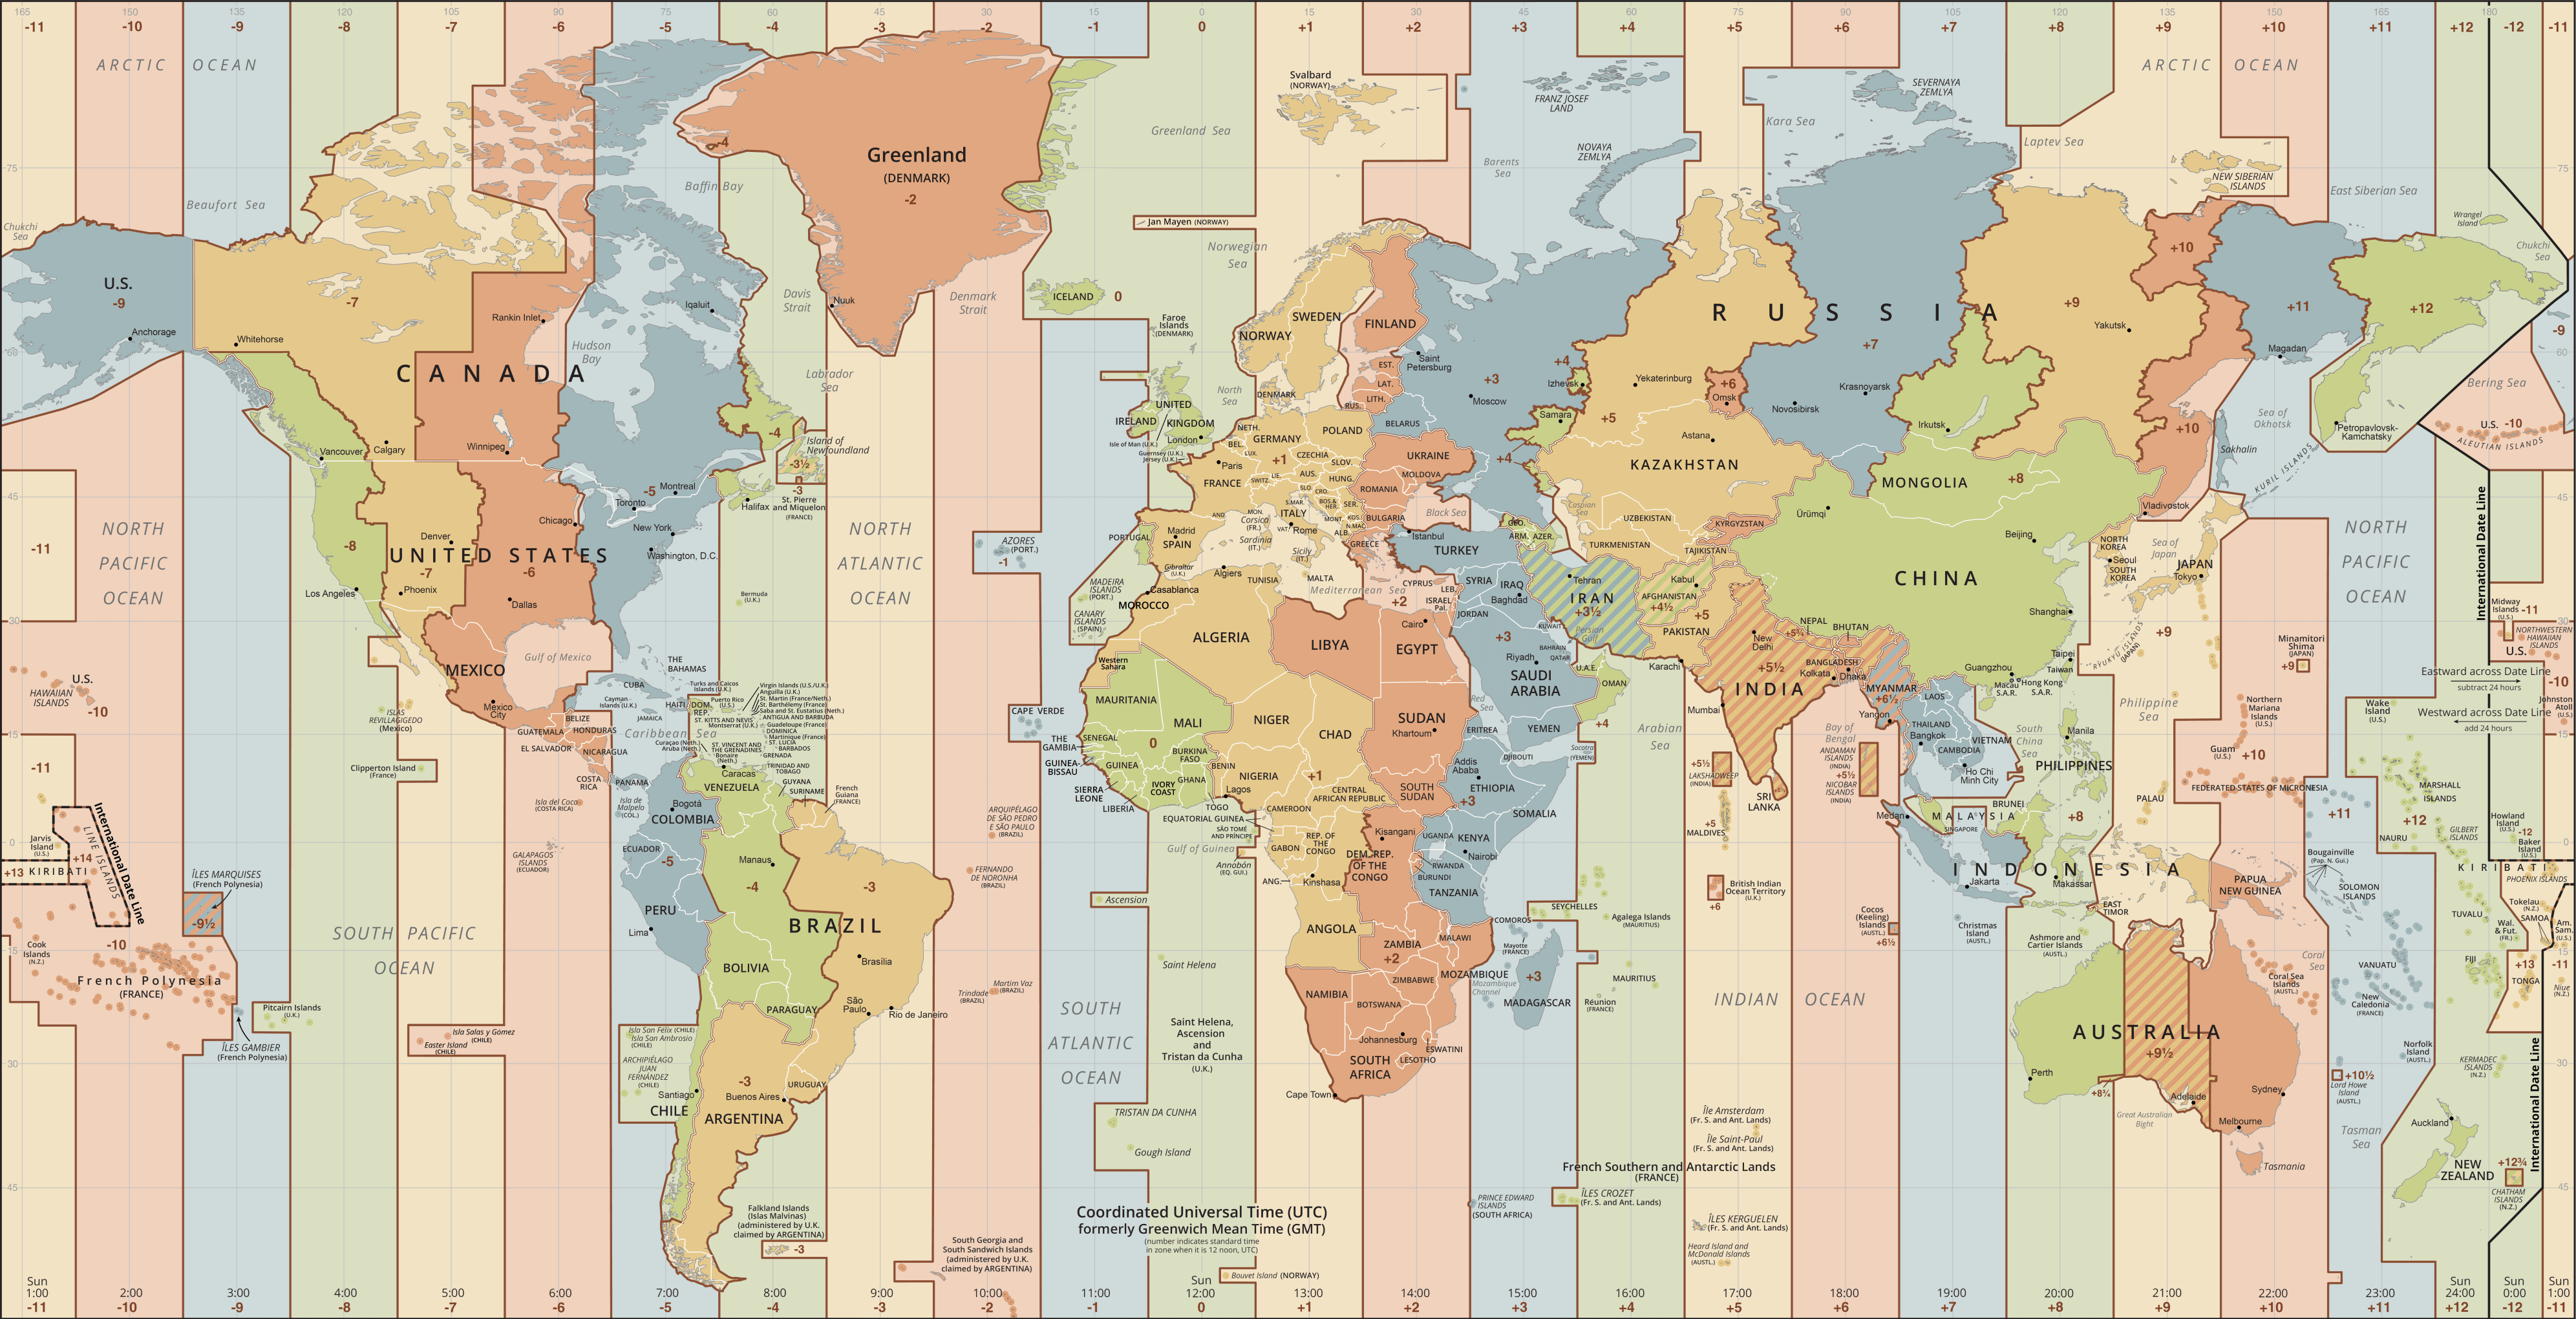 165 150 135 120 105 90 75 60 45 30 15 0 15 30 45 60 75 90 105 120 135 150 165 180
-11 -10 -9 -8 -7 -6 -5 -4 -3 -2 -1 0 +1 +2 +3 +4 +5 +6 +7 +8 +9 +10 +11 +12 -12 -11
ARCTIC OCEAN
ARCTIC OCEAN
Svalbard
(NORWAY)
FRANZ JOSEF
LAND
SEVERNAYA
ZEMLYA
Greenland Sea
Kara Sea
Laptev Sea
NOVAYA
ZEMLYA
Barents
Sea
NEW SIBERIAN
ISLANDS
East Siberian Sea
-4
Greenland
(DENMARK)
-2
75
75
Baffin Bay
Beaufort Sea
Chukchi
Sea
Jan Mayen (NORWAY)
Norwegian
Sea
Wrangel
Island
Chukchi
Sea
+10
U.S.
-9
Anchorage
-7
Whitehorse
Rankin Inlet
Iqaluit
Davis
Strait
Nuuk
Denmark
Strait
ICELAND
0
Faroe
Islands
(DENMARK)
SWEDEN
NORWAY
FINLAND
RUSSIA
+9
+11
+12
Yakutsk
Magadan
-9
60
60
Hudson
Bay
CANADA
Labrador
Sea
North
Sea
EST.
LAT.
LITH.
RUS.
DENMARK
Saint
Petersburg
+3
Moscow
+4
Izhevsk
Yekaterinburg
+7
Krasnoyarsk
+6
Omsk
Novosibirsk
Bering Sea
Samara
+5
Irkutsk
+10
Sea of
Okhotsk
Sakhalin
Petropavlovsk-
Kamchatsky
U.S. -10
ALEUTIAN ISLANDS
KURIL ISLANDS
Vancouver
Calgary
Winnipeg
-4
Island of
Newfoundland
-3½
-3
St. Pierre
and Miquelon
(FRANCE)
Halifax
UNITED
KINGDOM
IRELAND
London
Isle of Man (U.K.)
Guernsey (U.K.)
Jersey (U.K.)
NETH.
BEL.
LUX.
GERMANY
+1
POLAND
BELARUS
Paris
FRANCE
CZECHIA
SLOV.
SWITZ.
LIE.
AUS.
HUNG.
SLO.
CRO.
UKRAINE
MOLDOVA
ROMANIA
+4
Astana
KAZAKHSTAN
MONGOLIA
+8
45
45
Montreal
-5
Toronto
New York
Washington, D.C.
Chicago
Denver
UNITED STATES
-8
-7
-6
Los Angeles
Phoenix
Dallas
NORTH
PACIFIC
OCEAN
-11
NORTH
ATLANTIC
OCEAN
AZORES
(PORT.)
-1
PORTUGAL
Madrid
SPAIN
AND.
MON.
S.MAR.
BOS.&
HER.
SER.
MONT.
KOS.
N.MAC.
ALB.
VAT.
Corsica
(FR.)
ITALY
Rome
Sardinia
(IT.)
Sicily
(IT.)
BULGARIA
GREECE
Black Sea
Istanbul
TURKEY
GEO.
ARM.
AZER.
Caspian
Sea
UZBEKISTAN
TURKMENISTAN
KYRGYZSTAN
TAJIKISTAN
Ürümqi
Beijing
CHINA
Vladivostok
NORTH
KOREA
Seoul
SOUTH
KOREA
Sea of
Japan
JAPAN
Tokyo
International Date Line
NORTH
PACIFIC
OCEAN
Bermuda
(U.K.)
MADEIRA
ISLANDS
(PORT.)
CANARY
ISLANDS
(SPAIN)
Gibraltar
(U.K.)
Casablanca
MOROCCO
Algiers
TUNISIA
MALTA
Mediterranean Sea
CYPRUS
+2
LEB.
ISRAEL
Pal.
SYRIA
IRAQ
Baghdad
JORDAN
Cairo
Tehran
IRAN
+3½
Kabul
AFGHANISTAN
+4½
+5
PAKISTAN
Persian
Gulf
KUWAIT
BAHRAIN
QATAR
30
30
Shanghai
Taipei
Taiwan
RYUKYU ISLANDS
(JAPAN)
+9
Midway
Islands -11
(U.S.)
NORTHWESTERN
HAWAIIAN
ISLANDS
U.S.
-10
Minamitori
Shima
(JAPAN)
+9
Gulf of Mexico
MEXICO
Mexico
City
ALGERIA
LIBYA
EGYPT
Western
Sahara
+3
Riyadh
SAUDI
ARABIA
U.A.E.
OMAN
Karachi
New
Delhi
+5½
INDIA
NEPAL
+5¾
BHUTAN
BANGLADESH
Kolkata
Dhaka
MYANMAR
+6½
Yangon
LAOS
Guangzhou
Macau
S.A.R.
Hong Kong
S.A.R.
Eastward across Date Line
subtract 24 hours
Westward across Date Line
add 24 hours
Johnston
Atoll
(U.S.)
U.S.
HAWAIIAN
ISLANDS
-10
ISLAS
REVILLAGIGEDO
(Mexico)
THE
BAHAMAS
CUBA
Cayman
Islands (U.K.)
JAMAICA
HAITI
DOM.
REP.
Turks and Caicos
Islands (U.K.)
Puerto Rico
(U.S.)
Virgin Islands (U.S./U.K.)
Anguilla (U.K.)
St. Martin (France/Neth.)
St. Barthélemy (France)
Saba and St. Eustatius (Neth.)
ST. KITTS AND NEVIS
ANTIGUA AND BARBUDA
Montserrat (U.K.)
Guadeloupe (France)
DOMINICA
Martinique (France)
ST. LUCIA
BARBADOS
ST. VINCENT AND
THE GRENADINES
GRENADA
TRINIDAD AND
TOBAGO
Curaçao (Neth.)
Aruba (Neth.)
Bonaire
(Neth.)
Caribbean Sea
BELIZE
GUATEMALA
HONDURAS
EL SALVADOR
NICARAGUA
COSTA
RICA
PANAMA
CAPE VERDE
MAURITANIA
MALI
0
NIGER
CHAD
SUDAN
Khartoum
ERITREA
YEMEN
Red
Sea
+4
Arabian
Sea
Mumbai
Bay of
Bengal
THAILAND
Bangkok
VIETNAM
CAMBODIA
Ho Chi
Minh City
South
China
Sea
Manila
PHILIPPINES
Philippine
Sea
Northern
Mariana
Islands
(U.S.)
Wake
Island
(U.S.)
Guam
(U.S.)
+10
15
15
-11
Clipperton Island
(France)
Caracas
VENEZUELA
GUYANA
SURINAME
French
Guiana
(FRANCE)
THE
GAMBIA
SENEGAL
GUINEA-
BISSAU
GUINEA
SIERRA
LEONE
LIBERIA
IVORY
COAST
BURKINA
FASO
GHANA
TOGO
BENIN
NIGERIA
Lagos
+1
CAMEROON
CENTRAL
AFRICAN REPUBLIC
SOUTH
SUDAN
Addis
Ababa
ETHIOPIA
DJIBOUTI
Socotra
(YEMEN)
SOMALIA
+3
+5½
LAKSHADWEEP
(INDIA)
SRI
LANKA
+5
MALDIVES
ANDAMAN
ISLANDS
(INDIA)
+5½
NICOBAR
ISLANDS
(INDIA)
MALAYSIA
SINGAPORE
Medan
BRUNEI
+8
PALAU
FEDERATED STATES OF MICRONESIA
+11
MARSHALL
ISLANDS
+12
NAURU
GILBERT
ISLANDS
Howland
Island
(U.S.)
-12
Baker
Island
(U.S.)
International Date Line
LINE ISLANDS
Jarvis
Island
(U.S.)
+14
+13 KIRIBATI
Isla del Coco
(COSTA RICA)
Isla de
Malpelo
(COL.)
Bogotá
COLOMBIA
ECUADOR
GALAPAGOS
ISLANDS
(ECUADOR)
-5
PERU
Lima
Manaus
-4
-3
BRAZIL
ARQUIPÉLAGO
DE SÃO PEDRO
E SÃO PAULO
(BRAZIL)
FERNANDO
DE NORONHA
(BRAZIL)
EQUATORIAL GUINEA
SÃO TOMÉ
AND PRÍNCIPE
Gulf of Guinea
Annobón
(EQ. GUI.)
GABON
REP. OF
THE
CONGO
Kisangani
DEM. REP.
OF THE
CONGO
ANG.
Kinshasa
UGANDA
KENYA
Nairobi
RWANDA
BURUNDI
TANZANIA
0
0
British Indian
Ocean Territory
(U.K.)
+6
INDONESIA
Jakarta
Makassar
EAST
TIMOR
PAPUA
NEW GUINEA
Bougainville
(Pap. N. Gui.)
SOLOMON
ISLANDS
KIRIBATI
PHOENIX ISLANDS
Tokelau
(N.Z.)
TUVALU
Wal.
& Fut.
(FR.)
SAMOA
Am.
Sam.
(U.S.)
ÎLES MARQUISES
(French Polynesia)
-9½
-10
Cook
Islands
(N.Z.)
French Polynesia
(FRANCE)
SOUTH PACIFIC
OCEAN
Ascension
ANGOLA
ZAMBIA
MALAWI
+2
COMOROS
Mayotte
(FRANCE)
SEYCHELLES
Agalega Islands
(MAURITIUS)
Cocos
(Keeling)
Islands
(AUSTL.)
+6½
Christmas
Island
(AUSTL.)
Ashmore and
Cartier Islands
(AUSTL.)
15
15
BOLIVIA
Brasília
Saint Helena
NAMIBIA
ZIMBABWE
BOTSWANA
MOZAMBIQUE
Mozambique
Channel
+3
MADAGASCAR
MAURITIUS
Réunion
(FRANCE)
INDIAN OCEAN
Coral
Sea
Coral Sea
Islands
(AUSTL.)
VANUATU
New
Caledonia
(FRANCE)
FIJI
+13
TONGA
-11
Niue
(N.Z.)
Pitcairn Islands
(U.K.)
ÎLES GAMBIER
(French Polynesia)
PARAGUAY
São
Paulo
Rio de Janeiro
Martim Vaz
(BRAZIL)
Trindade
(BRAZIL)
SOUTH
ATLANTIC
OCEAN
Saint Helena,
Ascension
and
Tristan da Cunha
(U.K.)
Isla Salas y Gómez
(CHILE)
Easter Island
(CHILE)
Isla San Félix (CHILE)
Isla San Ambrosio
(CHILE)
ARCHIPIÉLAGO
JUAN
FERNÁNDEZ
(CHILE)
Johannesburg
ESWATINI
LESOTHO
SOUTH
AFRICA
Cape Town
AUSTRALIA
+9½
Norfolk
Island
(AUSTL.)
KERMADEC
ISLANDS
(N.Z.)
30
30
Santiago
CHILE
-3
Buenos Aires
ARGENTINA
URUGUAY
Perth
+8¾
Adelaide
Great Australian
Bight
Sydney
Melbourne
+10½
Lord Howe
Island
(AUSTL.)
International Date Line
TRISTAN DA CUNHA
Gough Island
Île Amsterdam
(Fr. S. and Ant. Lands)
Île Saint-Paul
(Fr. S. and Ant. Lands)
French Southern and Antarctic Lands
(FRANCE)
Tasman
Sea
Tasmania
Auckland
NEW
ZEALAND
+12¾
CHATHAM
ISLANDS
(N.Z.)
45
45
Falkland Islands
(Islas Malvinas)
(administered by U.K.
claimed by ARGENTINA)
-3
South Georgia and
South Sandwich Islands
(administered by U.K.
claimed by ARGENTINA)
Coordinated Universal Time (UTC)
formerly Greenwich Mean Time (GMT)
(number indicates standard time
in zone when it is 12 noon, UTC)
Bouvet Island (NORWAY)
PRINCE EDWARD
ISLANDS
(SOUTH AFRICA)
ÎLES CROZET
(Fr. S. and Ant. Lands)
ÎLES KERGUELEN
(Fr. S. and Ant. Lands)
Heard Island and
McDonald Islands
(AUSTL.)
Sun Sun Sun Sun Sun
1:00 2:00 3:00 4:00 5:00 6:00 7:00 8:00 9:00 10:00 11:00 12:00 13:00 14:00 15:00 16:00 17:00 18:00 19:00 20:00 21:00 22:00 23:00 24:00 0:00 1:00
-11 -10 -9 -8 -7 -6 -5 -4 -3 -2 -1 0 +1 +2 +3 +4 +5 +6 +7 +8 +9 +10 +11 +12 -12 -11